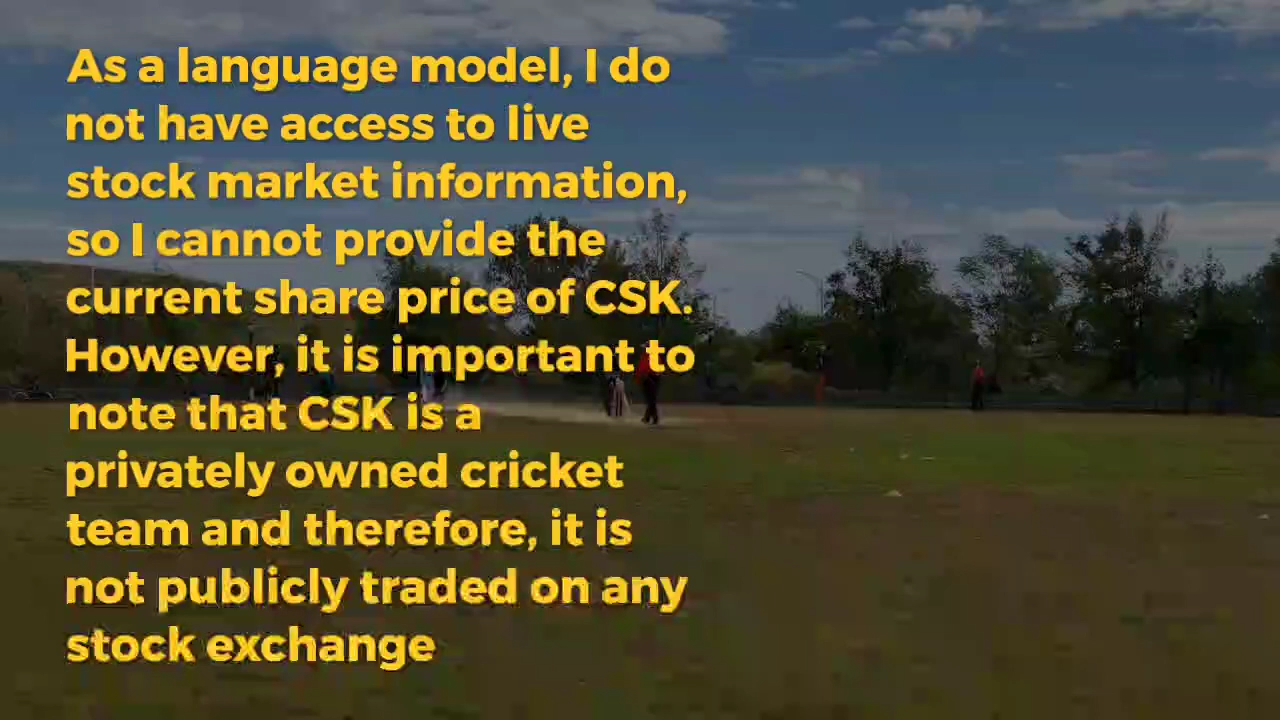 As a language model, I do
not have access to live
stock market information,
so I cannot provide the
current share price of CSK.
However, it is important to
note that CSK is a
privately owned cricket
team and therefore, it is
not publicly traded on any
stock exchange